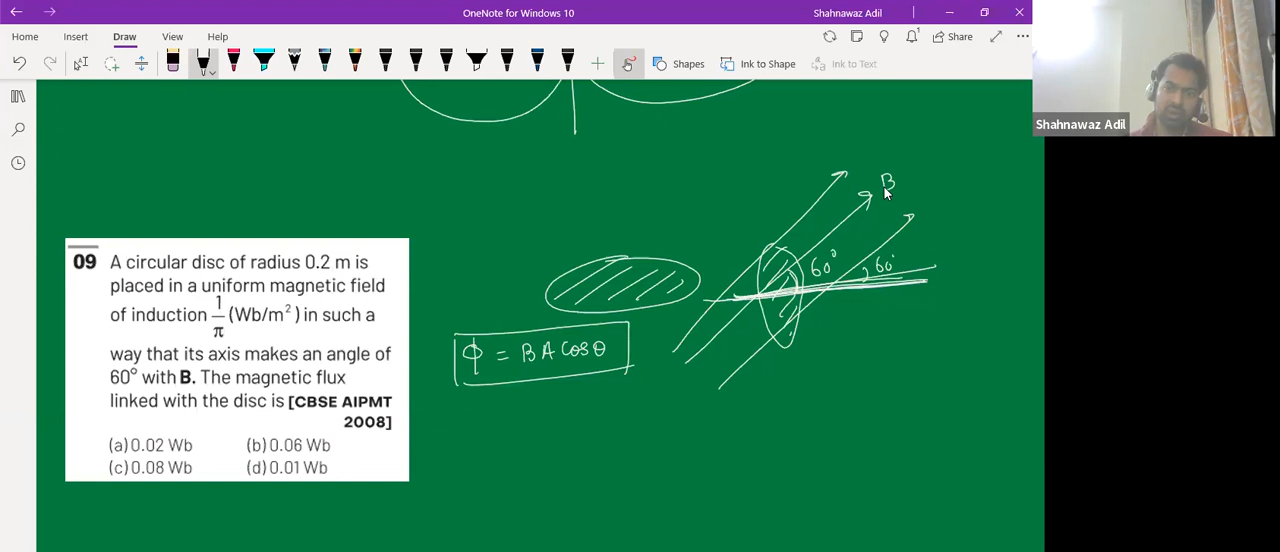 OneNote for Windows 10
Shahnawaz Adil
Home Insert Draw View Help
Share
Shapes Ink to Shape Ink to Text
Shahnawaz Adil
B
60° 60°
ϕ = B A cosθ
09 A circular disc of radius 0.2 m is
placed in a uniform magnetic field
of induction 1/π (Wb/m²) in such a
way that its axis makes an angle of
60° with B. The magnetic flux
linked with the disc is [CBSE AIPMT
2008]
(a) 0.02 Wb (b) 0.06 Wb
(c) 0.08 Wb (d) 0.01 Wb